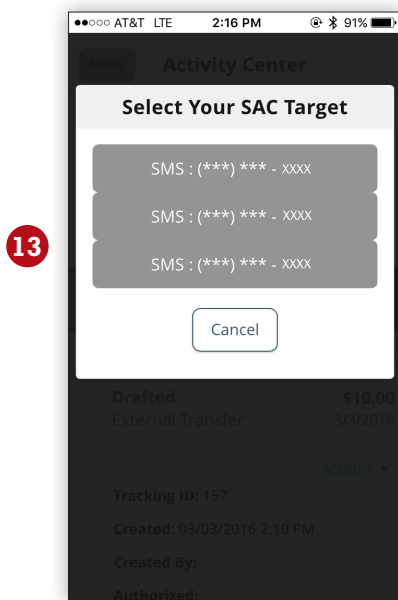 ●●○○○ AT&T LTE 2:16 PM 91%
Menu Activity Center
Select Your SAC Target
SMS : (***) *** - XXXX
SMS : (***) *** - XXXX
13
SMS : (***) *** - XXXX
Cancel
Drafted $10.00
External Transfer 3/3/2016
Actions
Tracking ID: 157
Created: 03/03/2016 2:10 PM
Created By:
Authorized: